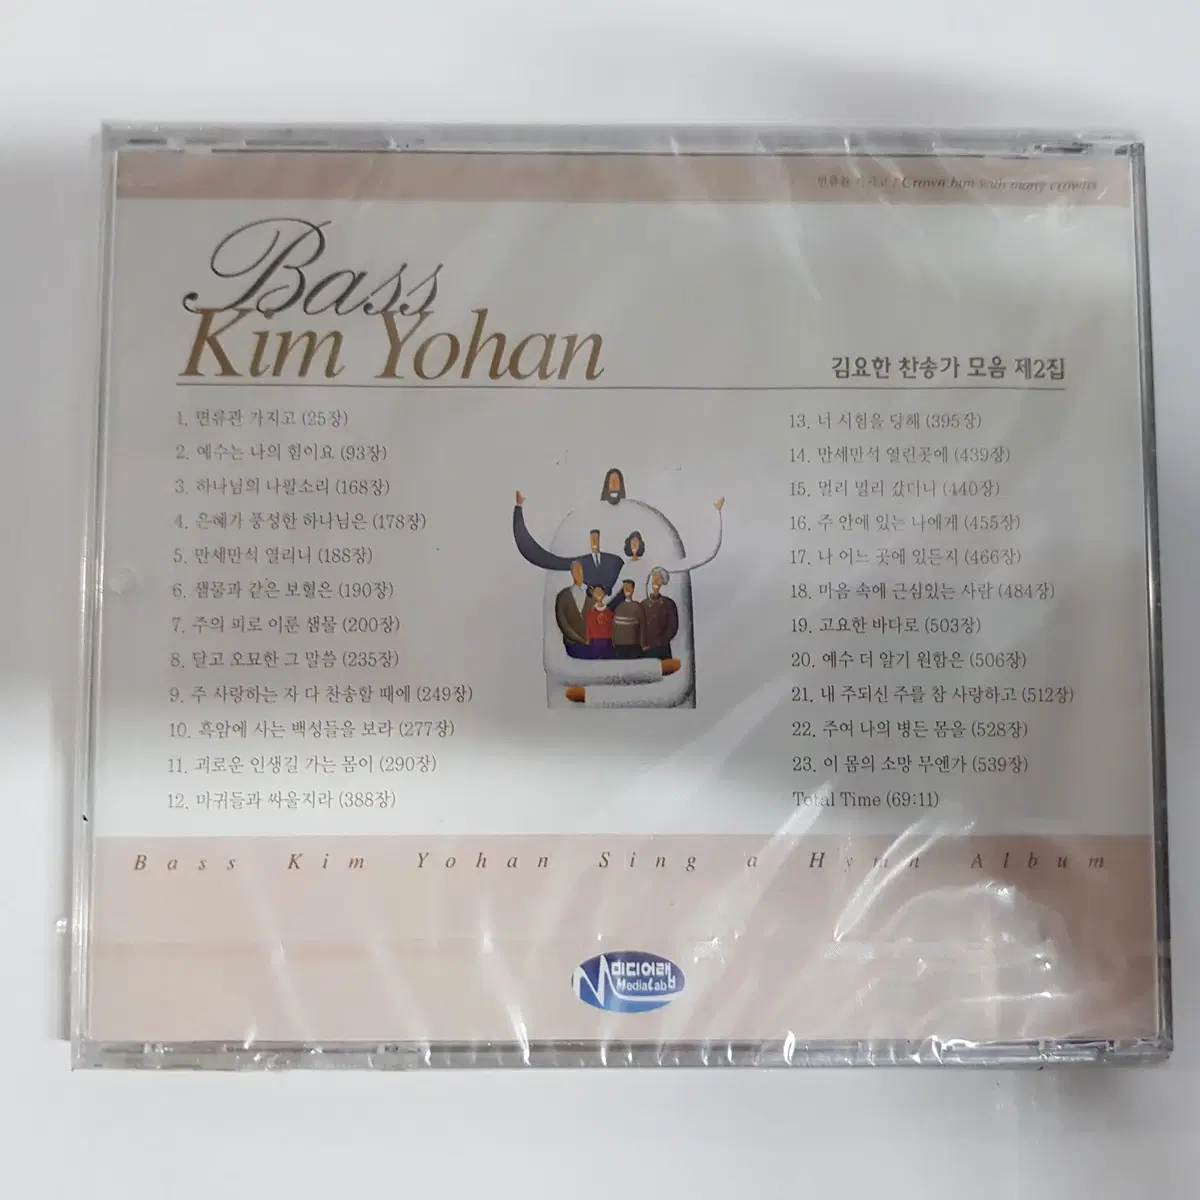 면류관 가지고 / Crown him with many crowns
Bass
Kim Yohan
김요한 찬송가 모음 제2집
1. 면류관 가지고 (25장)
2. 예수는 나의 힘이요 (93장)
3. 하나님의 나팔소리 (168장)
4. 은혜가 풍성한 하나님은 (178장)
5. 만세반석 열리니 (188장)
6. 샘물과 같은 보혈은 (190장)
7. 주의 피로 이룬 샘물 (200장)
8. 달고 오묘한 그 말씀 (235장)
9. 주 사랑하는 자 다 찬송할 때에 (249장)
10. 흑암에 사는 백성들을 보라 (277장)
11. 괴로운 인생길 가는 몸이 (290장)
12. 마귀들과 싸울지라 (388장)
13. 너 시험을 당해 (395장)
14. 만세반석 열린곳에 (439장)
15. 멀리 멀리 갔더니 (440장)
16. 주 안에 있는 나에게 (455장)
17. 나 어느 곳에 있든지 (466장)
18. 마음 속에 근심있는 사람 (484장)
19. 고요한 바다로 (503장)
20. 예수 더 알기 원함은 (506장)
21. 내 주되신 주를 참 사랑하고 (512장)
22. 주여 나의 병든 몸을 (528장)
23. 이 몸의 소망 무엔가 (539장)
Total Time (69:11)
Bass Kim Yohan Sing a Hymn Album
미디어랩
MediaLab